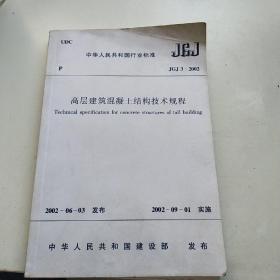 UDC
中华人民共和国行业标准 JGJ
P JGJ 3-2002
高层建筑混凝土结构技术规程
Technical specification for concrete structures of tall building
2002-06-03 发布 2002-09-01 实施
中华人民共和国建设部 发布